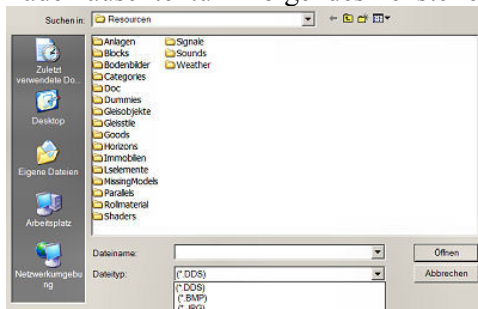 Suchen in: Resourcen
Zuletzt
verwendete Do...
Desktop
Eigene Dateien
Arbeitsplatz
Netzwerkumgebu
ng
Anlagen
Blocks
Bodenbilder
Categories
Doc
Dummies
Gleisobjekte
Gleisstile
Goods
Horizons
Immobilien
Lselemente
MissingModels
Parallels
Rollmaterial
Shaders
Signale
Sounds
Weather
Dateiname:
Öffnen
Dateityp: (*.DDS)
Abbrechen
(*.DDS)
(*.BMP)